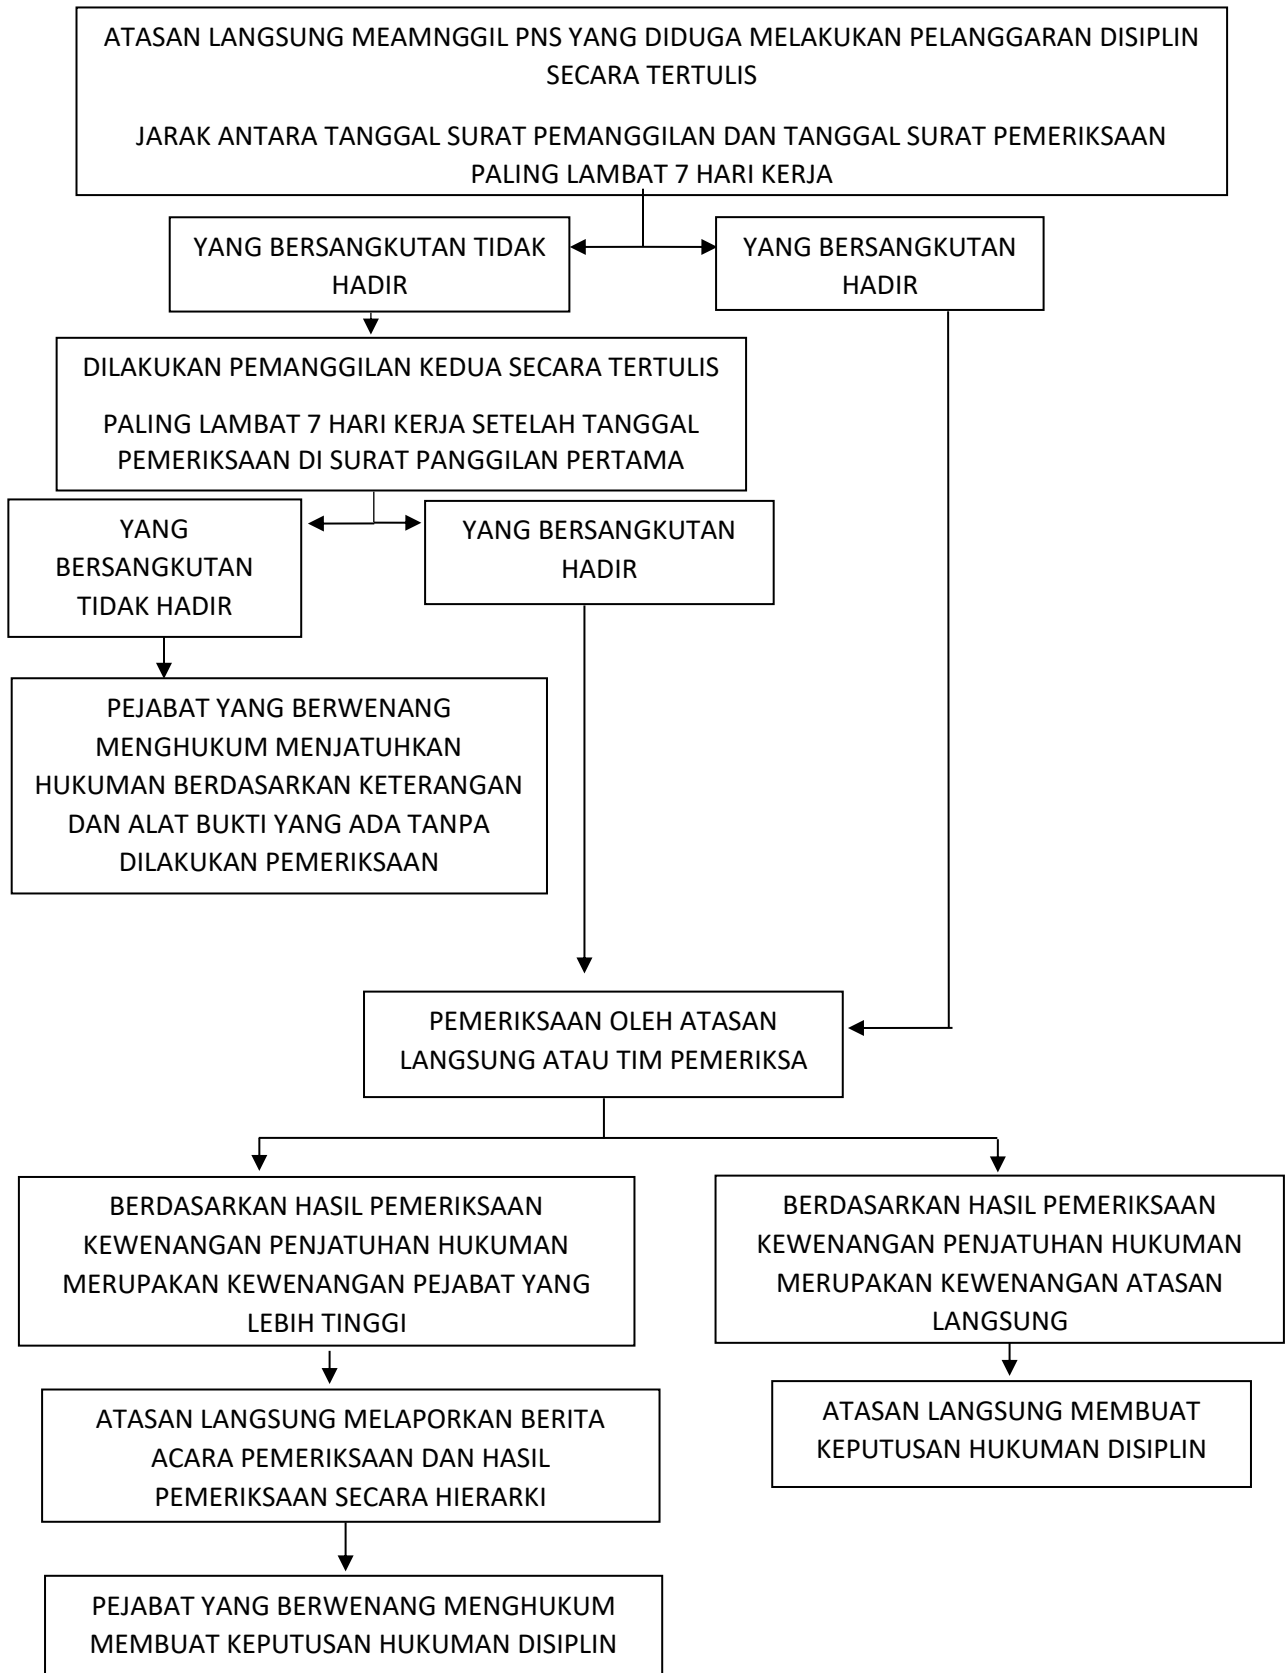 ATASAN LANGSUNG MEAMNGGIL PNS YANG DIDUGA MELAKUKAN PELANGGARAN DISIPLIN
SECARA TERTULIS
JARAK ANTARA TANGGAL SURAT PEMANGGILAN DAN TANGGAL SURAT PEMERIKSAAN
PALING LAMBAT 7 HARI KERJA
YANG BERSANGKUTAN TIDAK
HADIR
YANG BERSANGKUTAN
HADIR
DILAKUKAN PEMANGGILAN KEDUA SECARA TERTULIS
PALING LAMBAT 7 HARI KERJA SETELAH TANGGAL
PEMERIKSAAN DI SURAT PANGGILAN PERTAMA
YANG
BERSANGKUTAN
TIDAK HADIR
YANG BERSANGKUTAN
HADIR
PEJABAT YANG BERWENANG
MENGHUKUM MENJATUHKAN
HUKUMAN BERDASARKAN KETERANGAN
DAN ALAT BUKTI YANG ADA TANPA
DILAKUKAN PEMERIKSAAN
PEMERIKSAAN OLEH ATASAN
LANGSUNG ATAU TIM PEMERIKSA
BERDASARKAN HASIL PEMERIKSAAN
KEWENANGAN PENJATUHAN HUKUMAN
MERUPAKAN KEWENANGAN PEJABAT YANG
LEBIH TINGGI
BERDASARKAN HASIL PEMERIKSAAN
KEWENANGAN PENJATUHAN HUKUMAN
MERUPAKAN KEWENANGAN ATASAN
LANGSUNG
ATASAN LANGSUNG MELAPORKAN BERITA
ACARA PEMERIKSAAN DAN HASIL
PEMERIKSAAN SECARA HIERARKI
ATASAN LANGSUNG MEMBUAT
KEPUTUSAN HUKUMAN DISIPLIN
PEJABAT YANG BERWENANG MENGHUKUM
MEMBUAT KEPUTUSAN HUKUMAN DISIPLIN